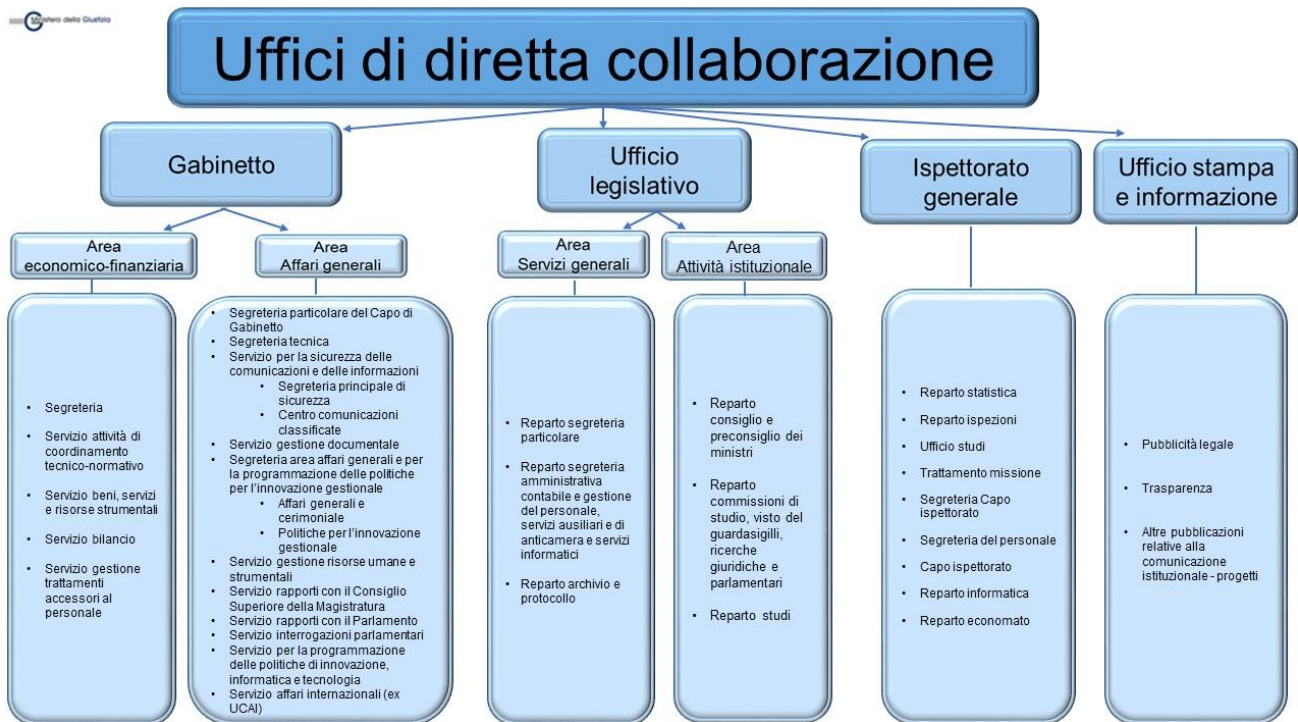 Ministero della Giustizia
Uffici di diretta collaborazione
Gabinetto
Ufficio
legislativo
Ispettorato
generale
Ufficio stampa
e informazione
Area
economico-finanziaria
Area
Affari generali
Area
Servizi generali
Area
Attività istituzionale
• Segreteria
• Servizio attività di
coordinamento
tecnico-normativo
• Servizio beni, servizi
e risorse strumentali
• Servizio bilancio
• Servizio gestione
trattamenti
accessori al
personale
• Segreteria particolare del Capo di
Gabinetto
• Segreteria tecnica
• Servizio per la sicurezza delle
comunicazioni e delle informazioni
• Segreteria principale di
sicurezza
• Centro comunicazioni
classificate
• Servizio gestione documentale
• Segreteria area affari generali e per
la programmazione delle politiche
per l’innovazione gestionale
• Affari generali e
cerimoniale
• Politiche per l’innovazione
gestionale
• Servizio gestione risorse umane e
strumentali
• Servizio rapporti con il Consiglio
Superiore della Magistratura
• Servizio rapporti con il Parlamento
• Servizio interrogazioni parlamentari
• Servizio per la programmazione
delle politiche di innovazione,
informatica e tecnologia
• Servizio affari internazionali (ex
UCAI)
• Reparto segreteria
particolare
• Reparto segreteria
amministrativa
contabile e gestione
del personale,
servizi ausiliari e di
anticamera e servizi
informatici
• Reparto archivio e
protocollo
• Reparto
consiglio e
preconsiglio dei
ministri
• Reparto
commissioni di
studio, visto del
guardasigilli,
ricerche
giuridiche e
parlamentari
• Reparto studi
• Reparto statistica
• Reparto ispezioni
• Ufficio studi
• Trattamento missione
• Segreteria Capo
ispettorato
• Segreteria del personale
• Capo ispettorato
• Reparto informatica
• Reparto economato
• Pubblicità legale
• Trasparenza
• Altre pubblicazioni
relative alla
comunicazione
istituzionale - progetti